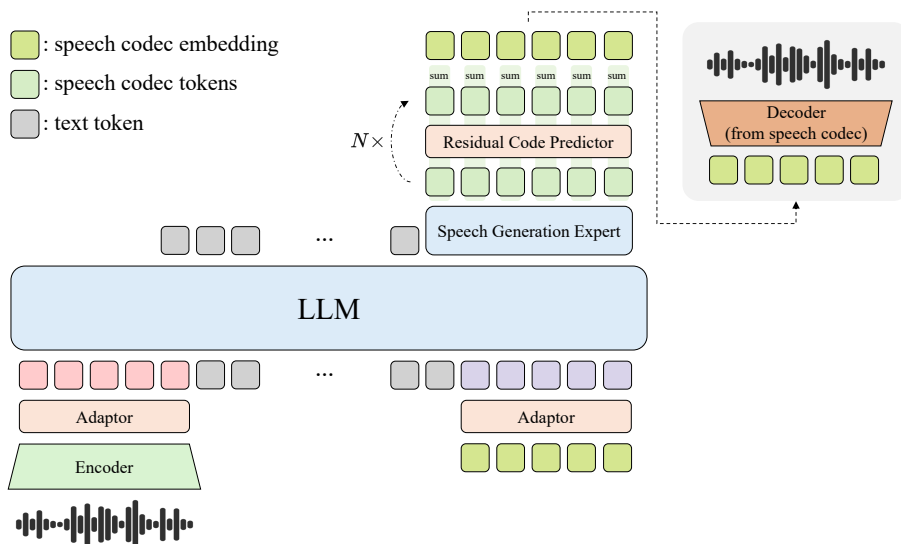 : speech codec embedding
: speech codec tokens
: text token
sum sum sum sum sum sum
N×
Residual Code Predictor
Speech Generation Expert
...
LLM
...
Adaptor
Encoder
Adaptor
Decoder
(from speech codec)